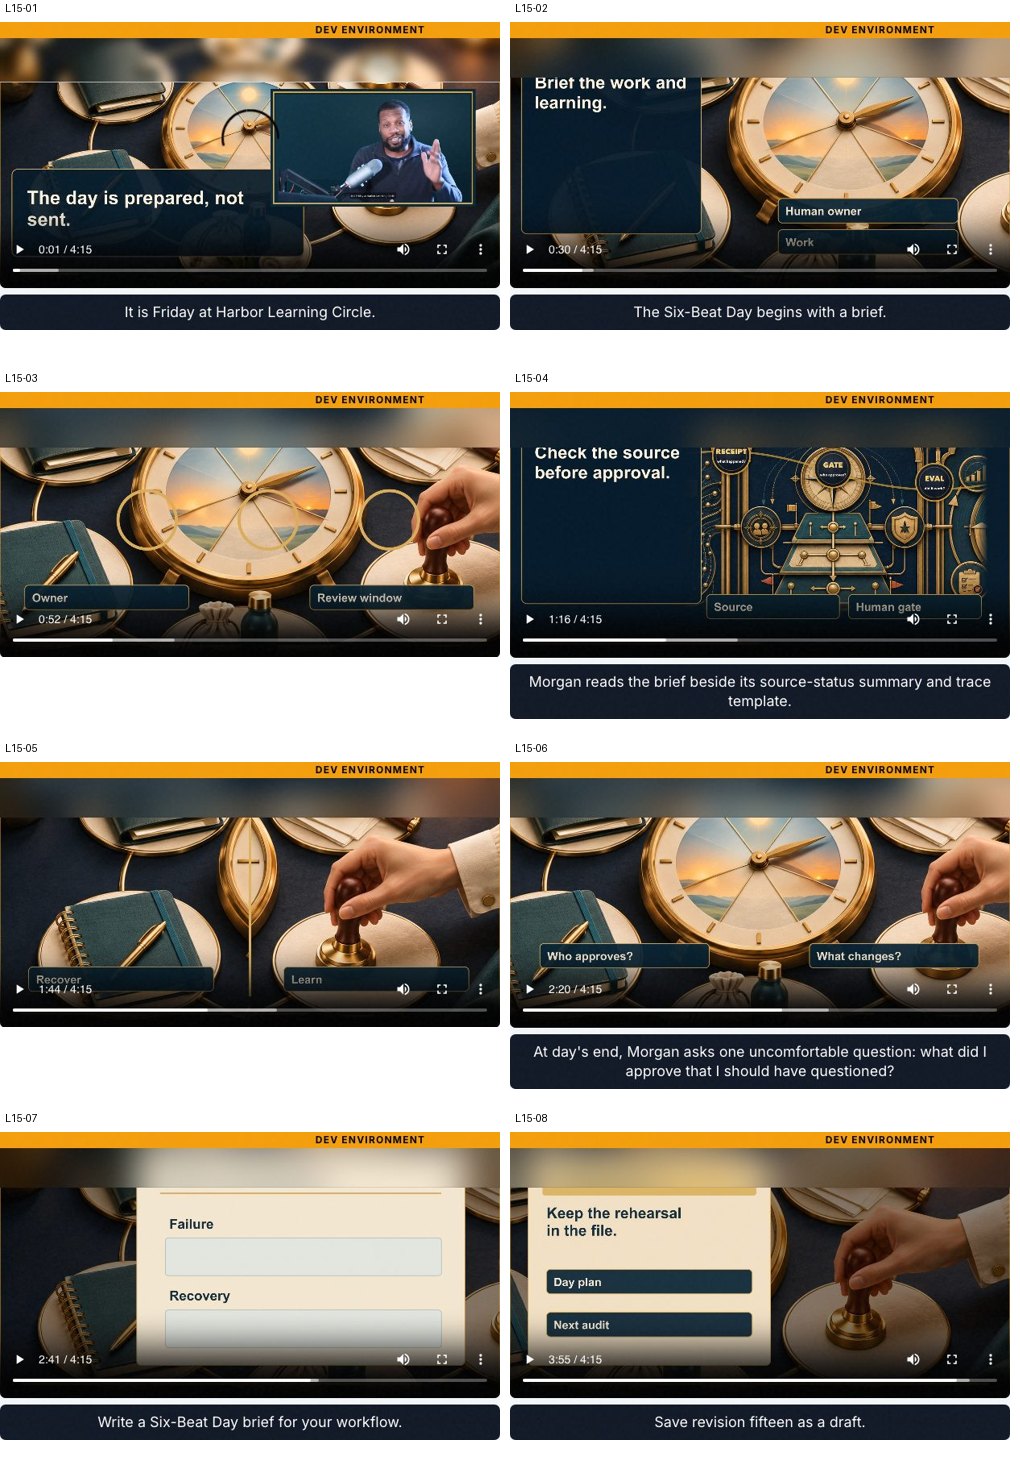 L15-01
DEV ENVIRONMENT
The day is prepared, not
sent.
0:01 / 4:15
It is Friday at Harbor Learning Circle.
L15-02
DEV ENVIRONMENT
Brief the work and
learning.
Human owner
Work
0:30 / 4:15
The Six-Beat Day begins with a brief.
L15-03
DEV ENVIRONMENT
Owner
Review window
0:52 / 4:15
L15-04
DEV ENVIRONMENT
Check the source
before approval.
RECEIPT
GATE
EVAL
Source
Human gate
1:16 / 4:15
Morgan reads the brief beside its source-status summary and trace
template.
L15-05
DEV ENVIRONMENT
Recover
Learn
1:44 / 4:15
L15-06
DEV ENVIRONMENT
Who approves?
What changes?
2:20 / 4:15
At day's end, Morgan asks one uncomfortable question: what did I
approve that I should have questioned?
L15-07
DEV ENVIRONMENT
Failure
Recovery
2:41 / 4:15
Write a Six-Beat Day brief for your workflow.
L15-08
DEV ENVIRONMENT
Keep the rehearsal
in the file.
Day plan
Next audit
3:55 / 4:15
Save revision fifteen as a draft.